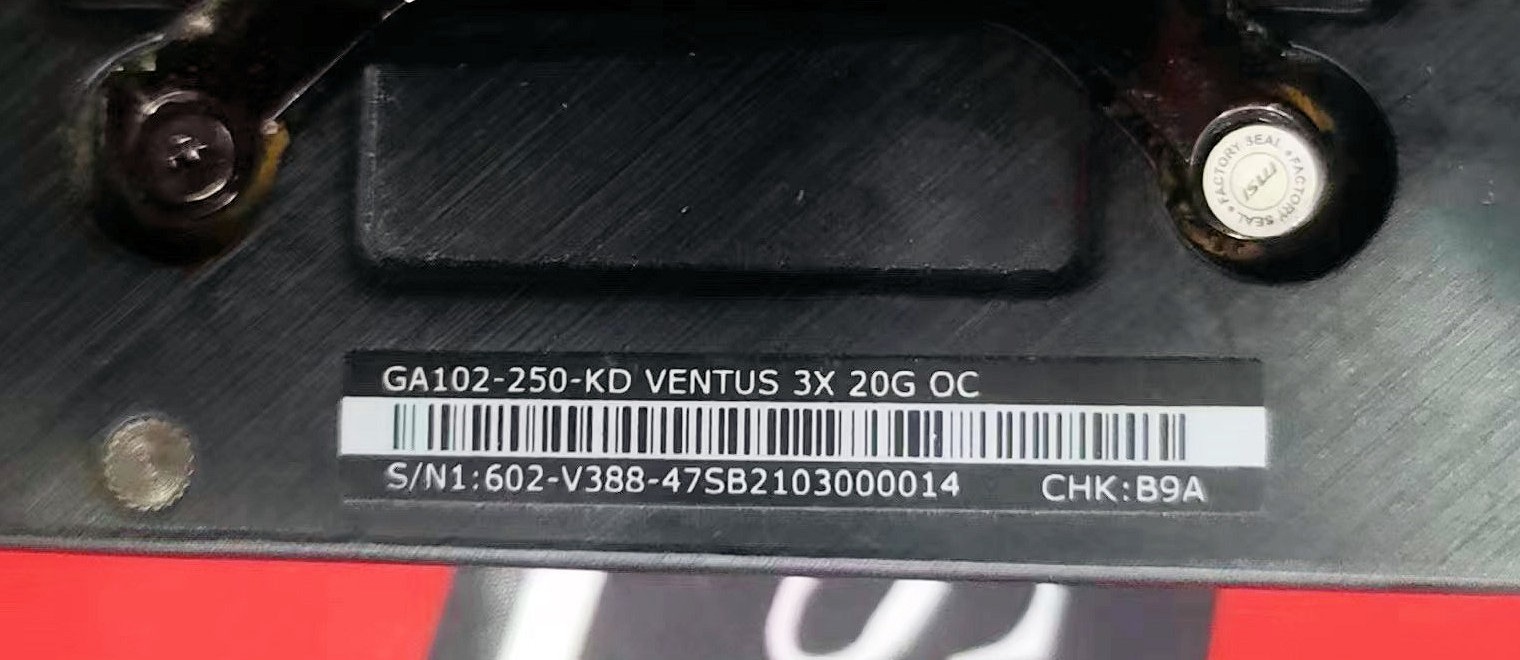 FACTORY SEAL • FACTORY SEAL •
msi
GA102-250-KD VENTUS 3X 20G OC
S/N1:602-V388-47SB2103000014 CHK:B9A